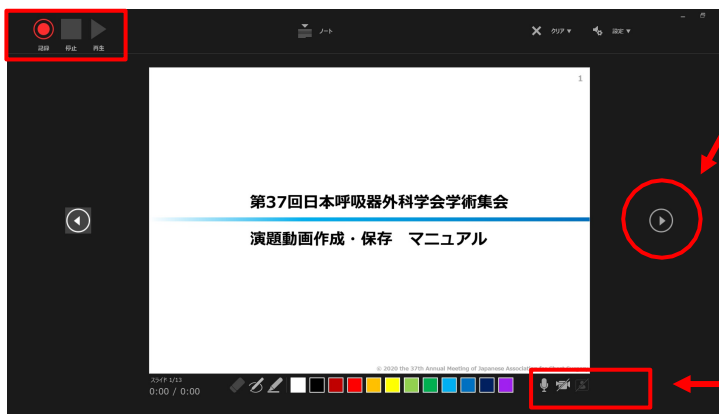 ノート
クリア
設定
記録
停止
再生
1
第37回日本呼吸器外科学会学術集会
演題動画作成・保存 マニュアル
© 2020 the 37th Annual Meeting of Japanese Association for Chest
スライド 1/13
0:00 / 0:00